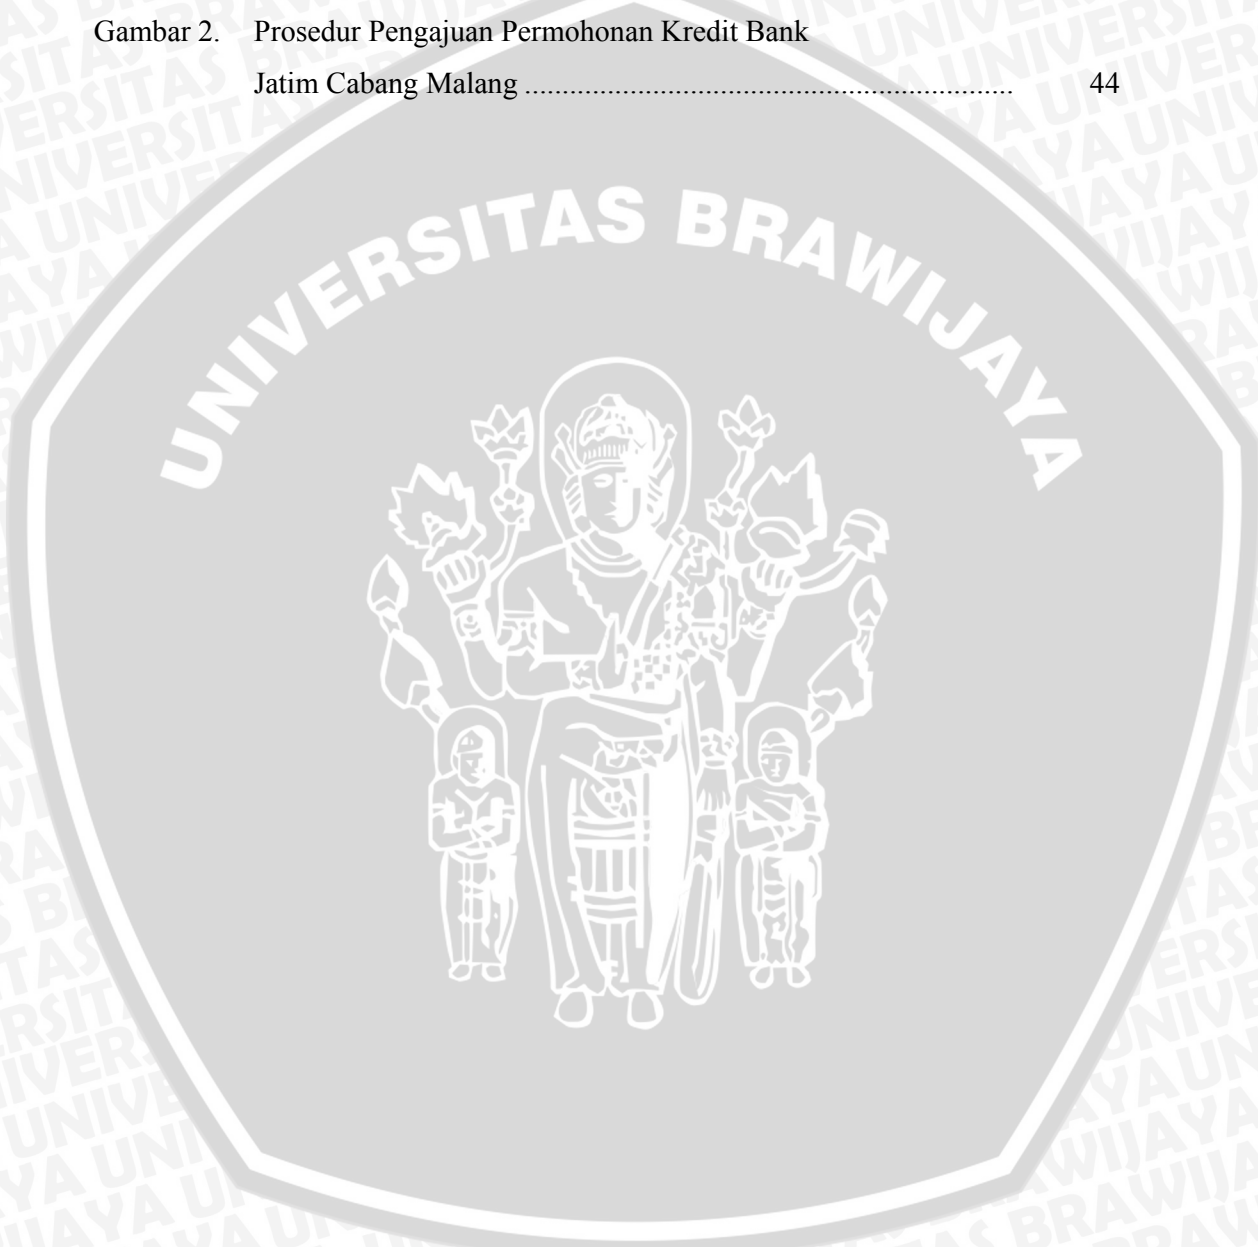 Gambar 2. Prosedur Pengajuan Permohonan Kredit Bank
Jatim Cabang Malang ................................................................. 44
UNIVERSITAS BRAWIJAYA